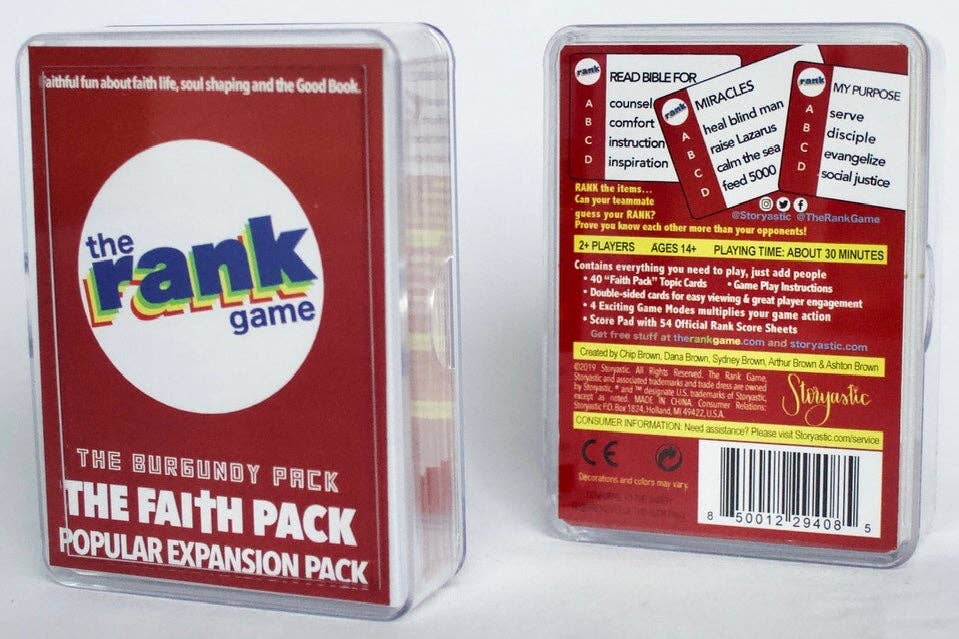 Faithful fun about faith life, soul shaping and the Good Book.
the
rank
game
THE BURGUNDY PACK
THE FAITH PACK
POPULAR EXPANSION PACK
rank
READ BIBLE FOR
A counsel
B comfort
C instruction
D inspiration
rank
MIRACLES
A heal blind man
B raise Lazarus
C calm the sea
D feed 5000
rank
MY PURPOSE
A serve
B disciple
C evangelize
D social justice
RANK the items...
Can your teammate
guess your RANK?
Prove you know each other more than your opponents!
@Storyastic @TheRankGame
2+ PLAYERS AGES 14+ PLAYING TIME: ABOUT 30 MINUTES
Contains everything you need to play, just add people
• 40 “Faith Pack” Topic Cards • Game Play Instructions
• Double-sided cards for easy viewing & great player engagement
• 4 Exciting Game Modes multiplies your game action
• Score Pad with 54 Official Rank Score Sheets
Get free stuff at therankgame.com and storyastic.com
Created by Chip Brown, Dana Brown, Sydney Brown, Arthur Brown & Ashton Brown
©2019 Storyastic. All Rights Reserved. The Rank Game,
Storyastic and associated trademarks and trade dress are owned
by Storyastic. ® and ™ designate U.S. trademarks of Storyastic,
except as noted. MADE IN CHINA. Consumer Relations:
Storyastic P.O. Box 1824, Holland, MI 49422, U.S.A.
Storyastic
CONSUMER INFORMATION: Need assistance? Please visit Storyastic.com/service
CE
Decorations and colors may vary.
8 50012 29408 5